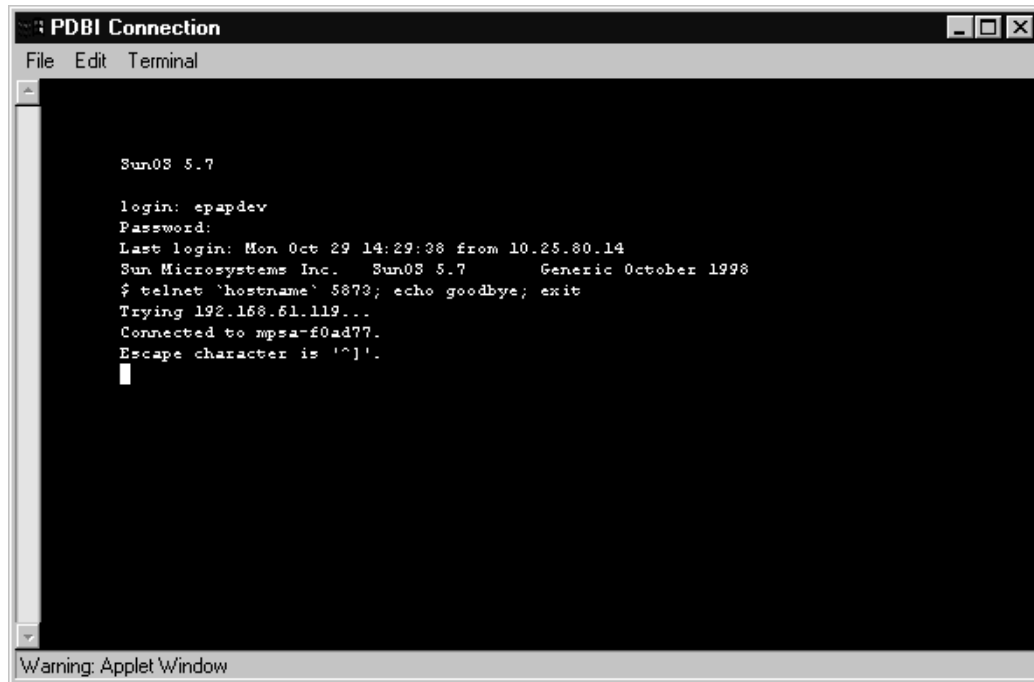 PDBI Connection
File Edit Terminal
SunOS 5.7
login: epapdev
Password:
Last login: Mon Oct 29 14:29:38 from 10.25.80.14
Sun Microsystems Inc. SunOS 5.7 Generic October 1998
$ telnet `hostname` 5873; echo goodbye; exit
Trying 192.168.61.119...
Connected to mpsa-f0ad77.
Escape character is '^]'.
Warning: Applet Window